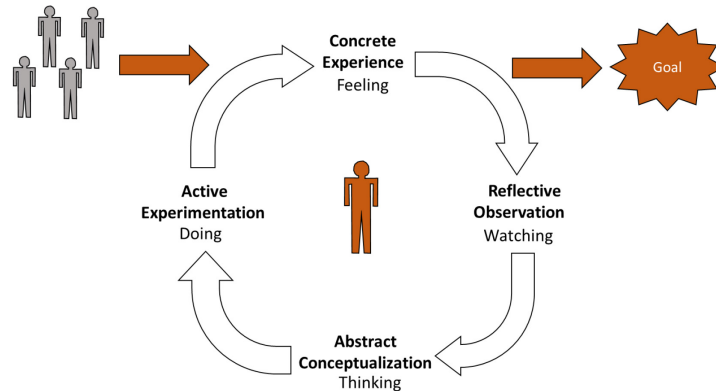 Concrete
Experience
Feeling
Goal
Active
Experimentation
Doing
Reflective
Observation
Watching
Abstract
Conceptualization
Thinking